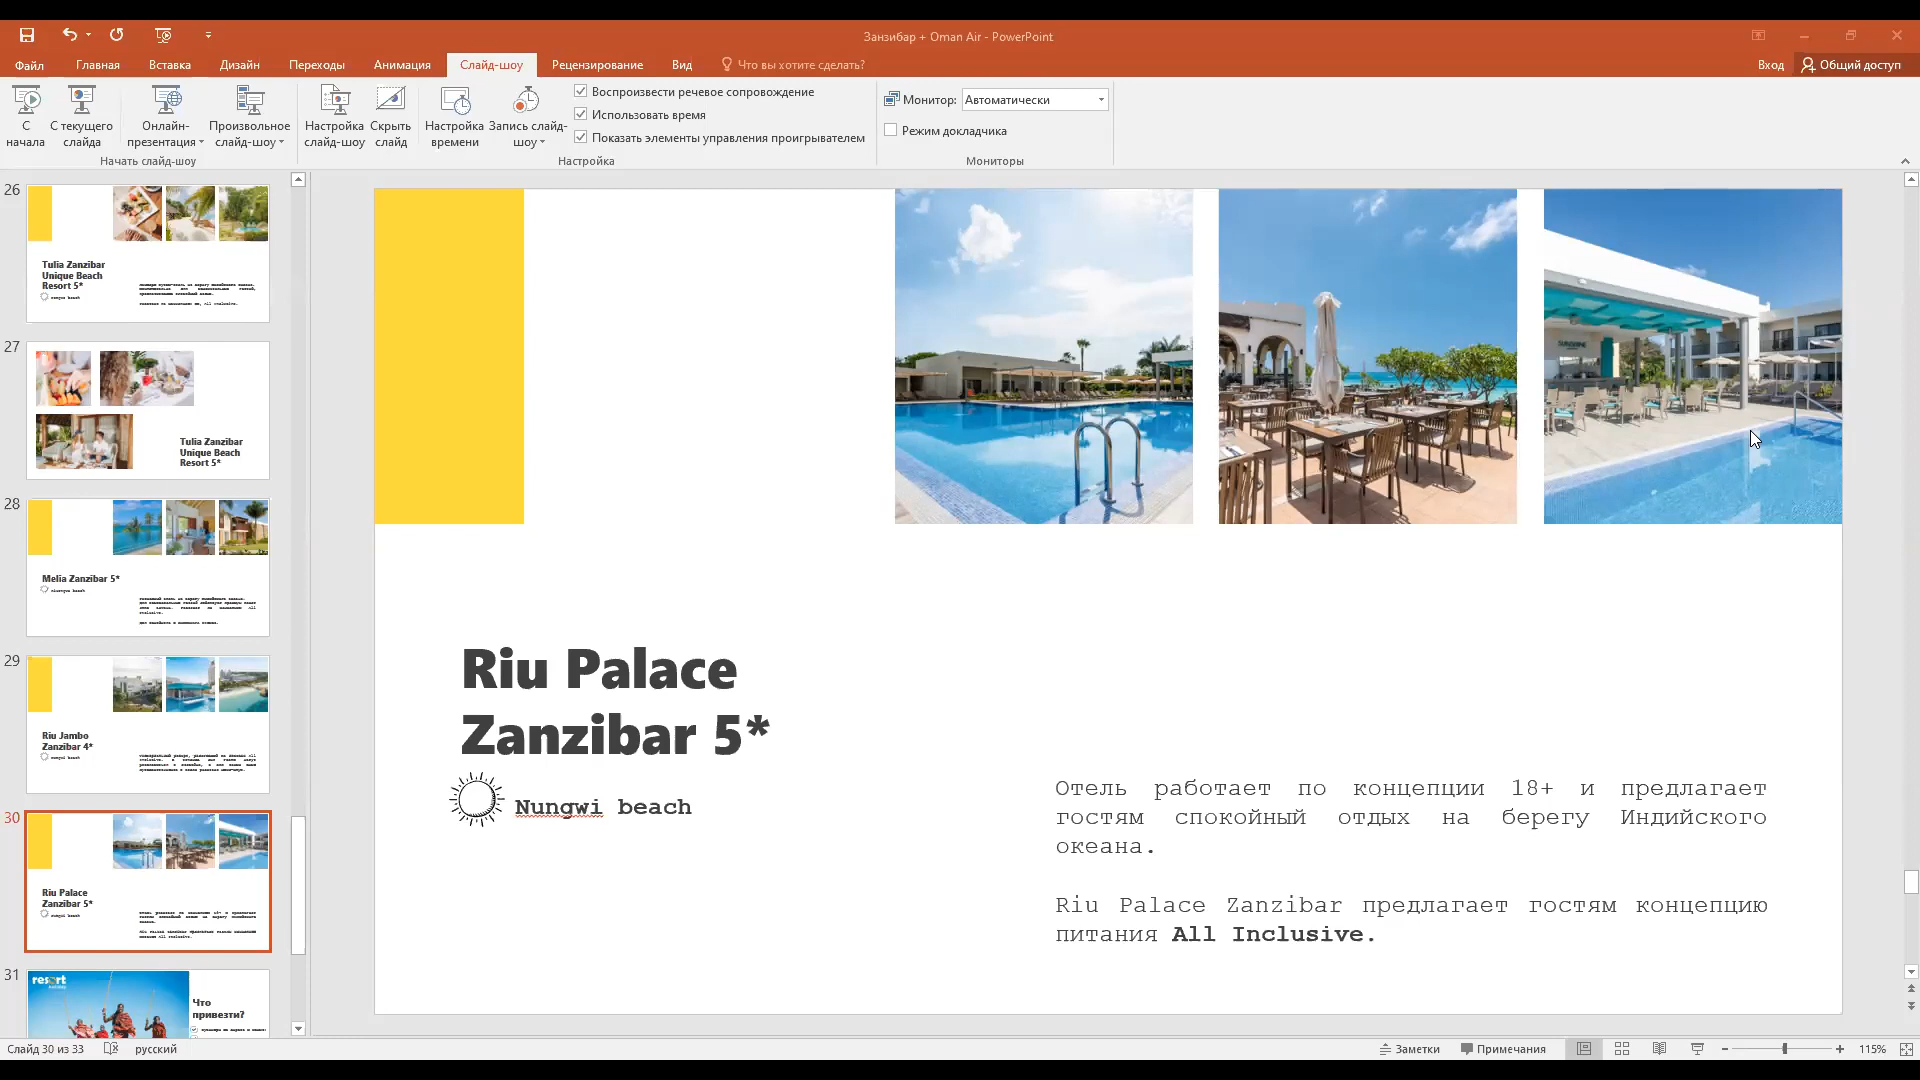 Занзибар + Oman Air - PowerPoint
Файл Главная Вставка Дизайн Переходы Анимация Слайд-шоу Рецензирование Вид Что вы хотите сделать? Вход Общий доступ
С начала
С текущего слайда
Онлайн-презентация
Произвольное слайд-шоу
Начать слайд-шоу
Настройка слайд-шоу
Скрыть слайд
Настройка времени
Запись слайд-шоу
Воспроизвести речевое сопровождение
Использовать время
Показать элементы управления проигрывателем
Настройка
Монитор: Автоматически
Режим докладчика
Мониторы
26
Tulia Zanzibar
Unique Beach
Resort 5*
27
Tulia Zanzibar
Unique Beach
Resort 5*
28
Melia Zanzibar 5*
29
Riu Jambo
Zanzibar 4*
30
Riu Palace
Zanzibar 5*
31
resort
Что
привезти?
Riu Palace
Zanzibar 5*
Nungwi beach
Отель работает по концепции 18+ и предлагает
гостям спокойный отдых на берегу Индийского
океана.
Riu Palace Zanzibar предлагает гостям концепцию
питания All Inclusive.
Слайд 30 из 33 русский Заметки Примечания 115%